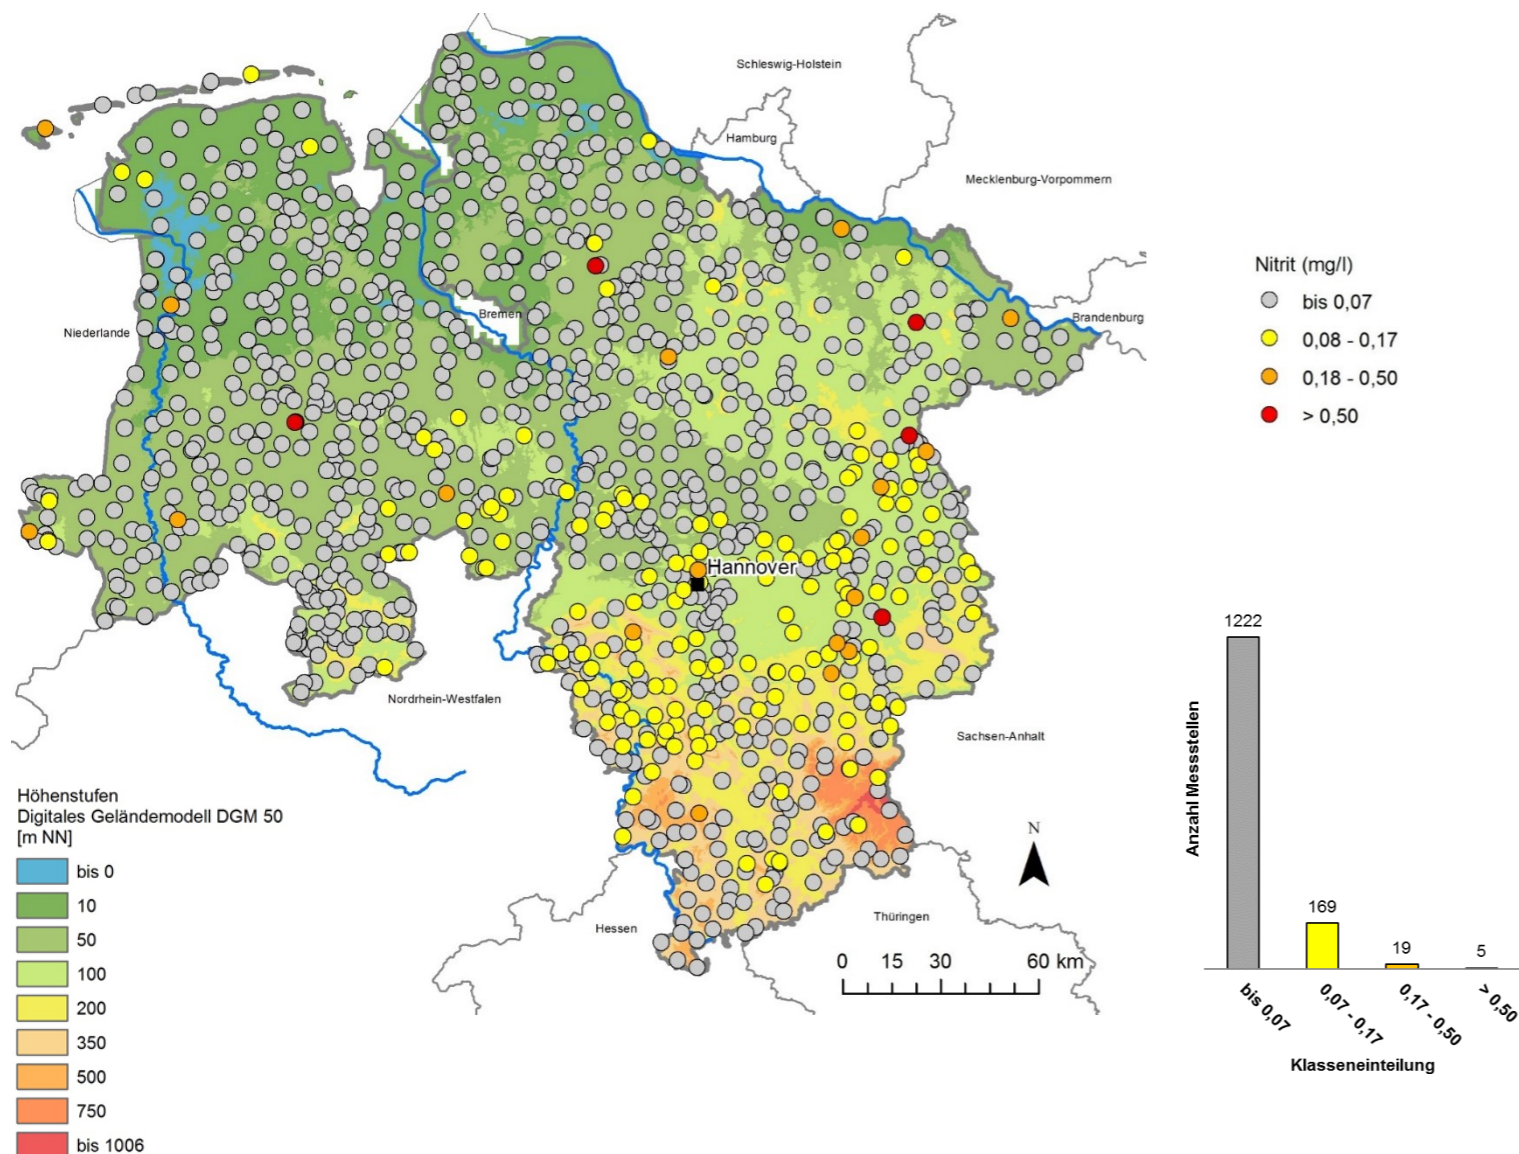 Schleswig-Holstein
Hamburg
Mecklenburg-Vorpommern
Niederlande
Bremen
Brandenburg
Hannover
Nordrhein-Westfalen
Sachsen-Anhalt
Hessen
Thüringen
N
0 15 30 60 km
Höhenstufen
Digitales Geländemodell DGM 50
[m NN]
bis 0
10
50
100
200
350
500
750
bis 1006
Nitrit (mg/l)
bis 0,07
0,08 - 0,17
0,18 - 0,50
> 0,50
Anzahl Messstellen
1222
169
19
5
bis 0,07
0,07 - 0,17
0,17 - 0,50
> 0,50
Klasseneinteilung